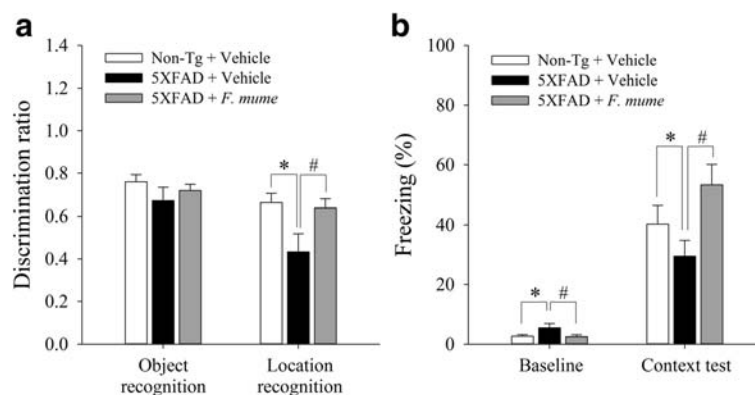 a
Discrimination ratio
1.4
1.2
1.0
0.8
0.6
0.4
0.2
0.0
Non-Tg + Vehicle
5XFAD + Vehicle
5XFAD + F. mume
* #
Object
recognition
Location
recognition
b
Freezing (%)
100
80
60
40
20
0
Non-Tg + Vehicle
5XFAD + Vehicle
5XFAD + F. mume
* #
* #
Baseline
Context test